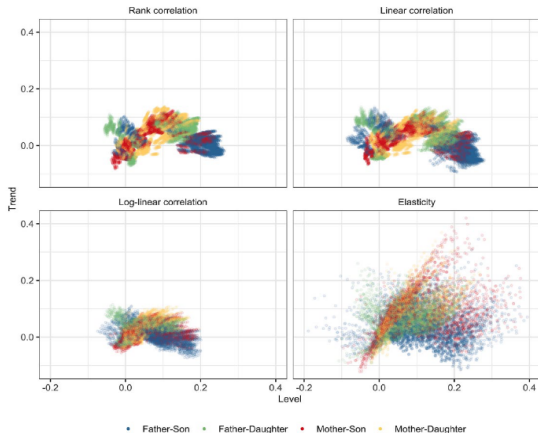 Rank correlation
Linear correlation
0.4
0.2
0.0
Trend
Log-linear correlation
Elasticity
0.4
0.2
0.0
-0.2 0.0 0.2 0.4 -0.2 0.0 0.2 0.4
Level
Father-Son Father-Daughter Mother-Son Mother-Daughter